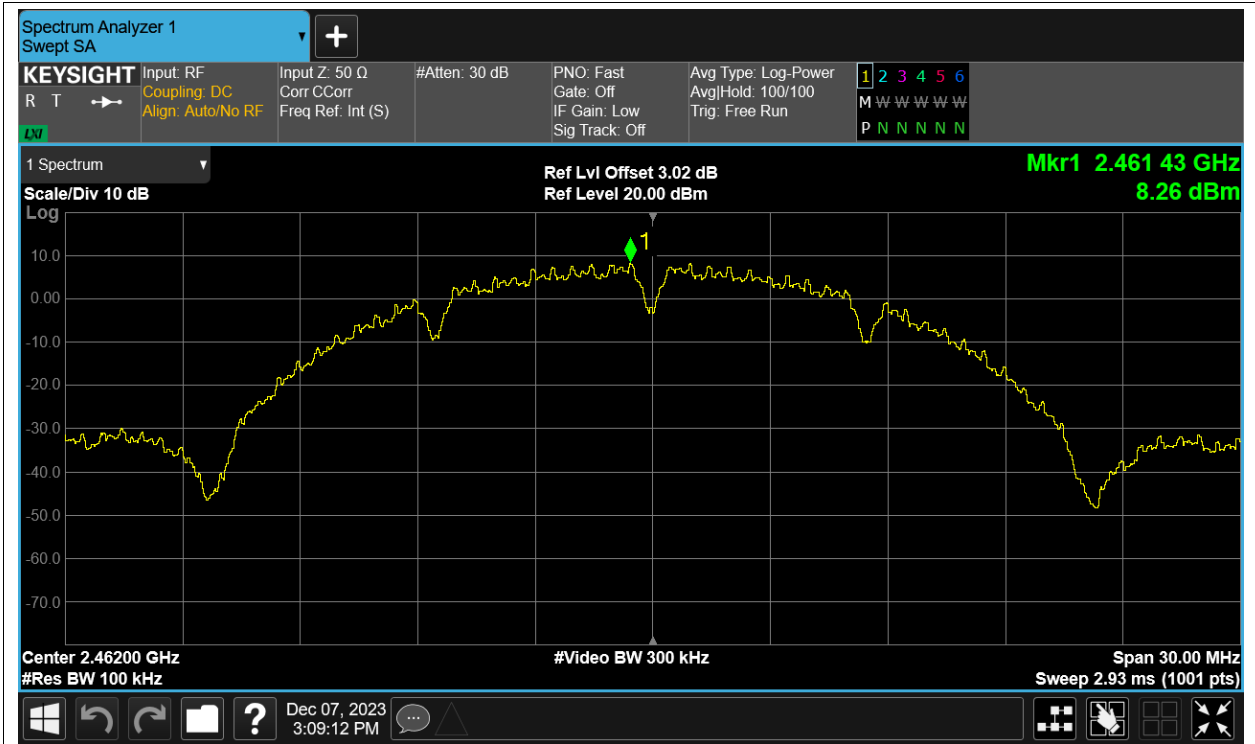 Spectrum Analyzer 1
Swept SA
KEYSIGHT
R T
LXI
Input: RF
Coupling: DC
Align: Auto/No RF
Input Z: 50 Ω
Corr CCorr
Freq Ref: Int (S)
#Atten: 30 dB
PNO: Fast
Gate: Off
IF Gain: Low
Sig Track: Off
Avg Type: Log-Power
Avg|Hold: 100/100
Trig: Free Run
1 2 3 4 5 6
M W W W W W
P N N N N N
1 Spectrum
Scale/Div 10 dB
Log
Ref Lvl Offset 3.02 dB
Ref Level 20.00 dBm
Mkr1 2.461 43 GHz
8.26 dBm
1
10.0
0.00
-10.0
-20.0
-30.0
-40.0
-50.0
-60.0
-70.0
Center 2.46200 GHz
#Video BW 300 kHz
Span 30.00 MHz
#Res BW 100 kHz
Sweep 2.93 ms (1001 pts)
?
Dec 07, 2023
3:09:12 PM